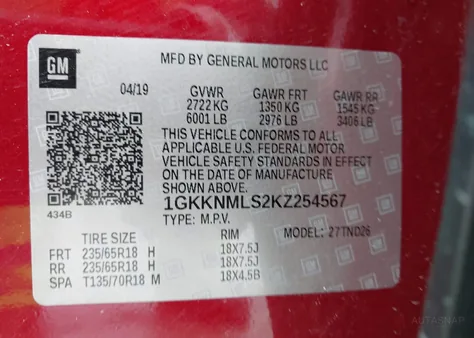 GM
MFD BY GENERAL MOTORS LLC
04/19 GVWR GAWR FRT GAWR RR
2722 KG 1350 KG 1545 KG
6001 LB 2976 LB 3406 LB
THIS VEHICLE CONFORMS TO ALL
APPLICABLE U.S. FEDERAL MOTOR
VEHICLE SAFETY STANDARDS IN EFFECT
ON THE DATE OF MANUFACTURE
SHOWN ABOVE.
434B 1GKKNMLS2KZ254567
TYPE: M.P.V. MODEL: 27TND26
TIRE SIZE RIM
FRT 235/65R18 H 18X7.5J
RR 235/65R18 H 18X7.5J
SPA T135/70R18 M 18X4.5B
AUTASNAP